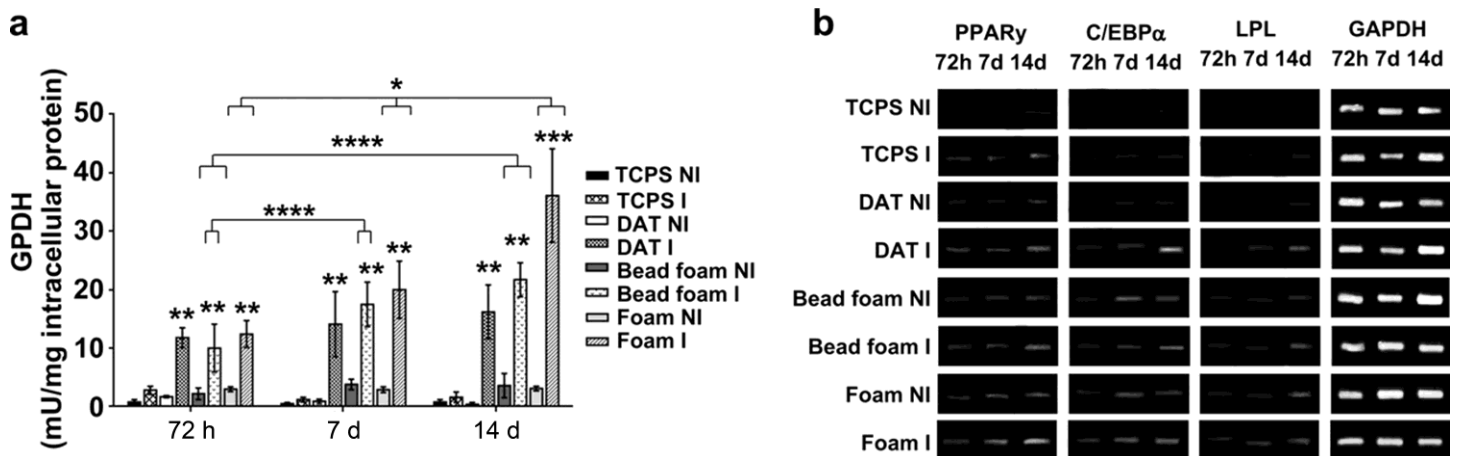 a
GPDH
(mU/mg intracellular protein)
50
40
30
20
10
0
*
****
****
**
**
**
**
**
**
**
**
***
72 h
7 d
14 d
TCPS NI
TCPS I
DAT NI
DAT I
Bead foam NI
Bead foam I
Foam NI
Foam I
b
PPARy C/EBPα LPL GAPDH
72h 7d 14d 72h 7d 14d 72h 7d 14d 72h 7d 14d
TCPS NI
TCPS I
DAT NI
DAT I
Bead foam NI
Bead foam I
Foam NI
Foam I